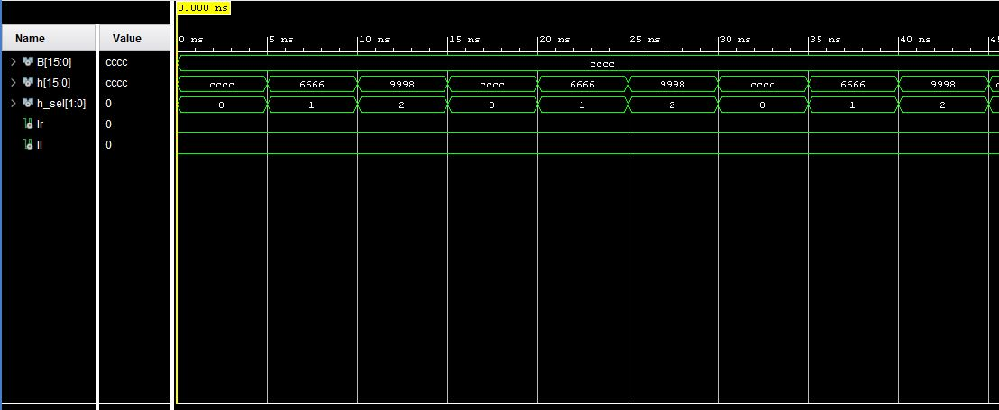 0.000 ns
Name Value
0 ns 5 ns 10 ns 15 ns 20 ns 25 ns 30 ns 35 ns 40 ns 45
B[15:0] cccc cccc
h[15:0] cccc cccc 6666 9998 cccc 6666 9998 cccc 6666 9998 c
h_sel[1:0] 0 0 1 2 0 1 2 0 1 2
lr 0
ll 0